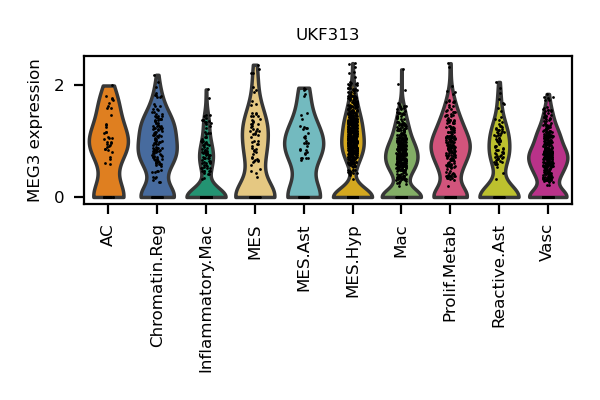 UKF313
MEG3 expression
2
0
AC
Chromatin.Reg
Inflammatory.Mac
MES
MES.Ast
MES.Hyp
Mac
Prolif.Metab
Reactive.Ast
Vasc